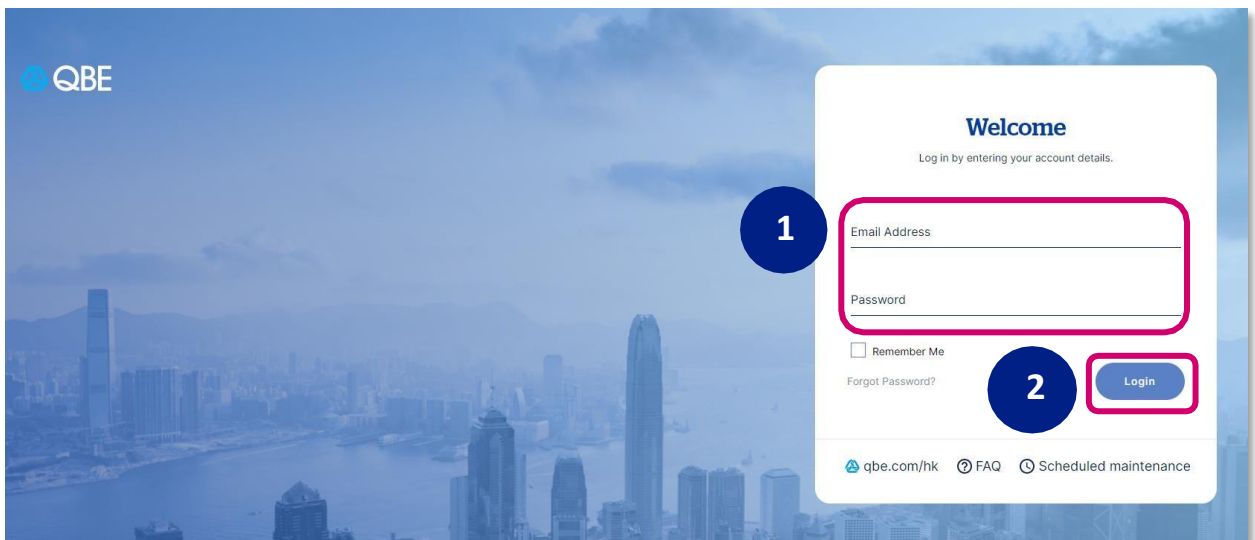 QBE
Welcome
Log in by entering your account details.
1
Email Address
Password
Remember Me
Forgot Password?
2
Login
qbe.com/hk FAQ Scheduled maintenance